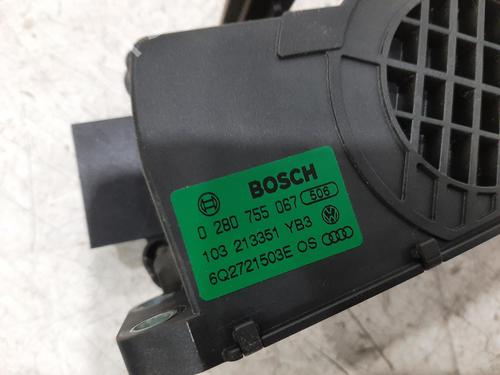 BOSCH
0 280 755 067 506
103 213351 YB3
6Q2721503E OS